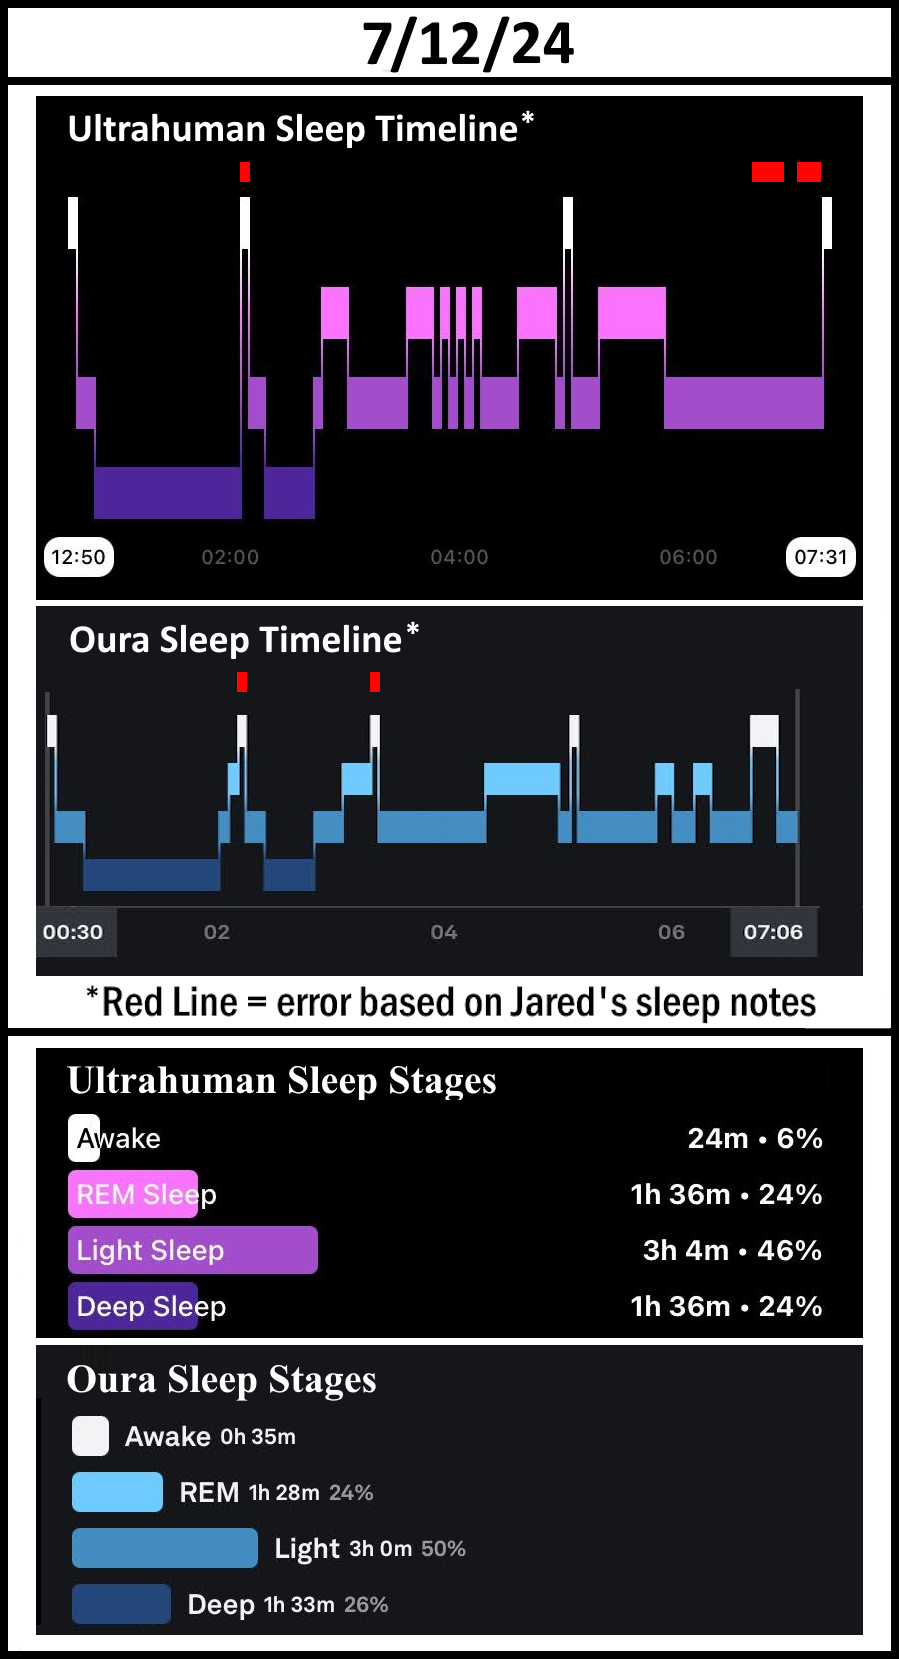 7/12/24
Ultrahuman Sleep Timeline*
12:50 02:00 04:00 06:00 07:31
Oura Sleep Timeline*
00:30 02 04 06 07:06
*Red Line = error based on Jared's sleep notes
Ultrahuman Sleep Stages
Awake 24m • 6%
REM Sleep 1h 36m • 24%
Light Sleep 3h 4m • 46%
Deep Sleep 1h 36m • 24%
Oura Sleep Stages
Awake 0h 35m
REM 1h 28m 24%
Light 3h 0m 50%
Deep 1h 33m 26%